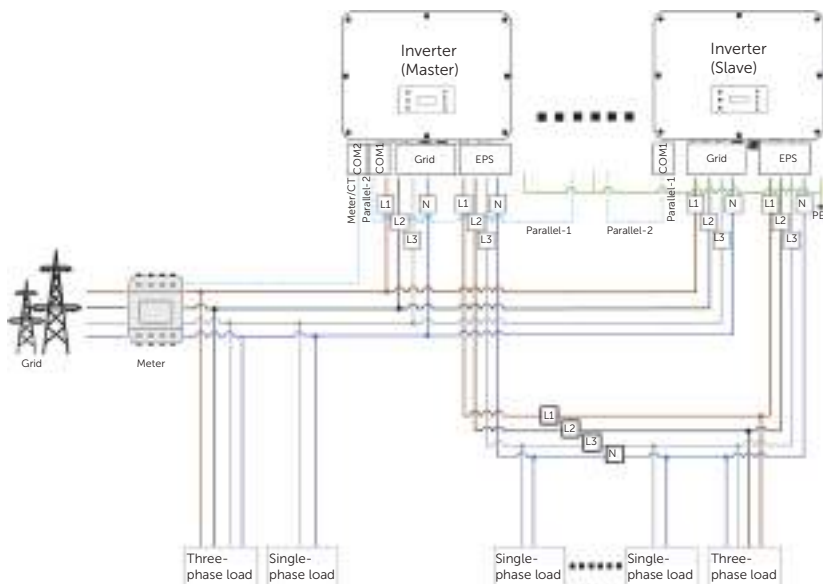 Inverter
(Master)
Inverter
(Slave)
COM2
COM1
Grid
EPS
COM1
Grid
EPS
Meter/CT
Parallel-2
Parallel-1
L1
L2
L3
N
L1
L2
L3
N
Parallel-1
Parallel-2
L1
L2
L3
N
L1
L2
L3
N
PE
Grid
Meter
L1
L2
L3
N
Three-
phase load
Single-
phase load
Single-
phase load
Single-
phase load
Three-
phase load